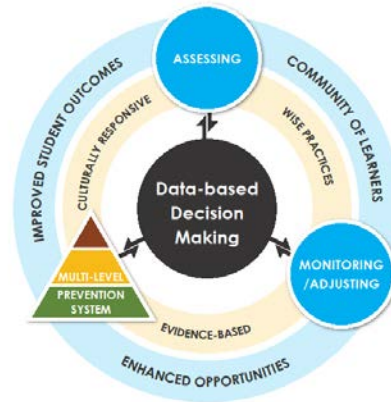 ASSESSING
IMPROVED STUDENT OUTCOMES
COMMUNITY OF LEARNERS
CULTURALLY RESPONSIVE
WISE PRACTICES
Data-based
Decision
Making
MULTI-LEVEL
PREVENTION
SYSTEM
MONITORING
/ADJUSTING
EVIDENCE-BASED
ENHANCED OPPORTUNITIES